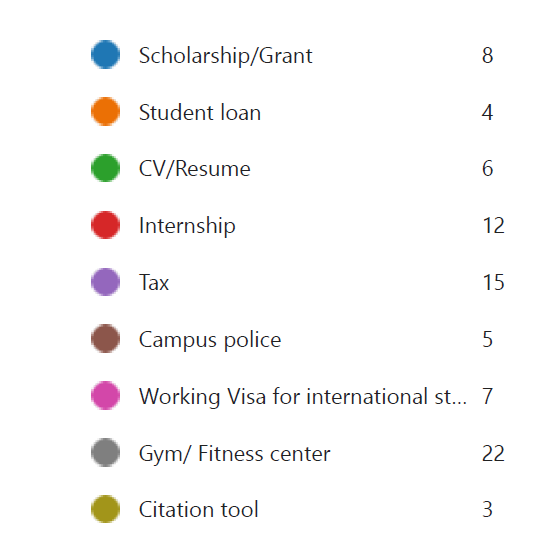 Scholarship/Grant 8
Student loan 4
CV/Resume 6
Internship 12
Tax 15
Campus police 5
Working Visa for international st... 7
Gym/ Fitness center 22
Citation tool 3